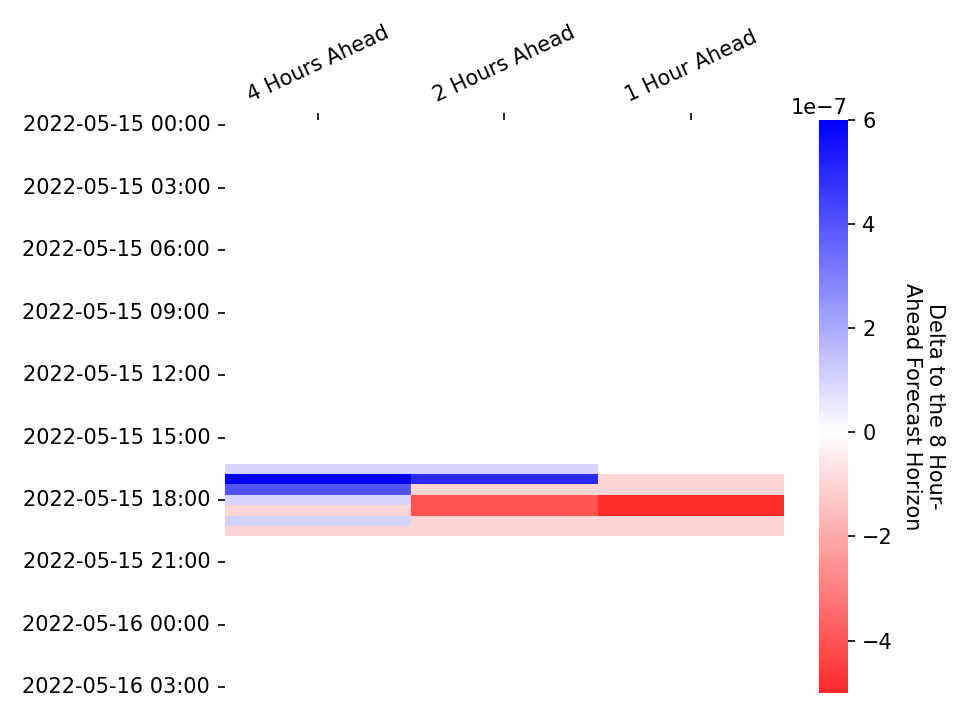 4 Hours Ahead
2 Hours Ahead
1 Hour Ahead
2022-05-15 00:00
2022-05-15 03:00
2022-05-15 06:00
2022-05-15 09:00
2022-05-15 12:00
2022-05-15 15:00
2022-05-15 18:00
2022-05-15 21:00
2022-05-16 00:00
2022-05-16 03:00
1e−7
6
4
2
0
−2
−4
Delta to the 8 Hour-
Ahead Forecast Horizon